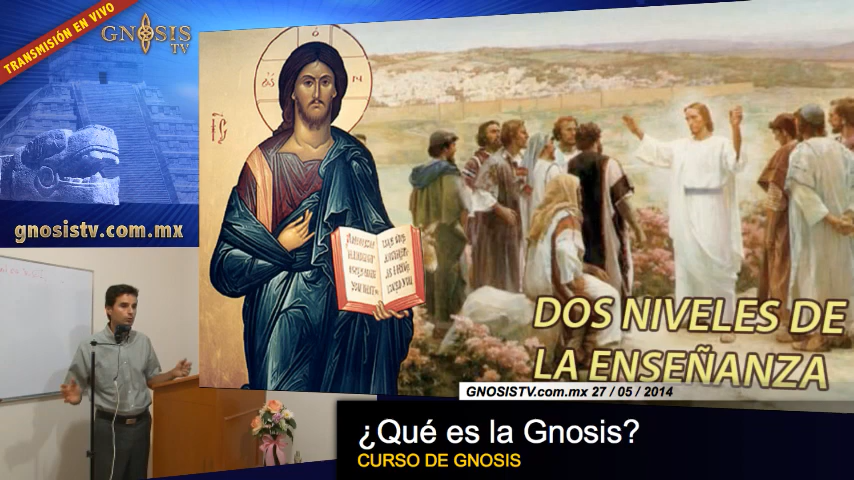 TRANSMISIÓN EN VIVO
GNOSIS
TV
gnosistv.com.mx
DOS NIVELES DE
LA ENSEÑANZA
GNOSISTV.com.mx 27 / 05 / 2014
¿Qué es la Gnosis?
CURSO DE GNOSIS